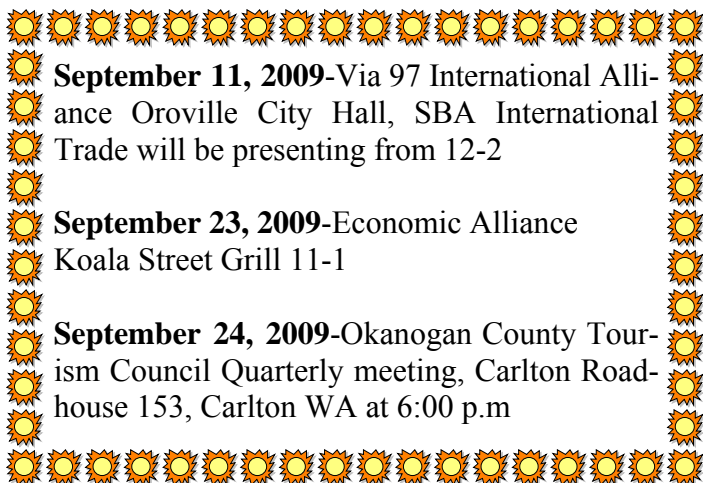 September 11, 2009-Via 97 International Alli-
ance Oroville City Hall, SBA International
Trade will be presenting from 12-2
September 23, 2009-Economic Alliance
Koala Street Grill 11-1
September 24, 2009-Okanogan County Tour-
ism Council Quarterly meeting, Carlton Road-
house 153, Carlton WA at 6:00 p.m